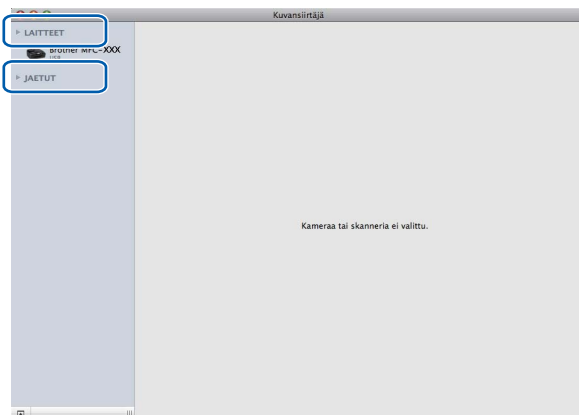 Kuvansiirtäjä
LAITTEET
Brother MFC-XXX
JAETUT
Kameraa tai skanneria ei valittu.